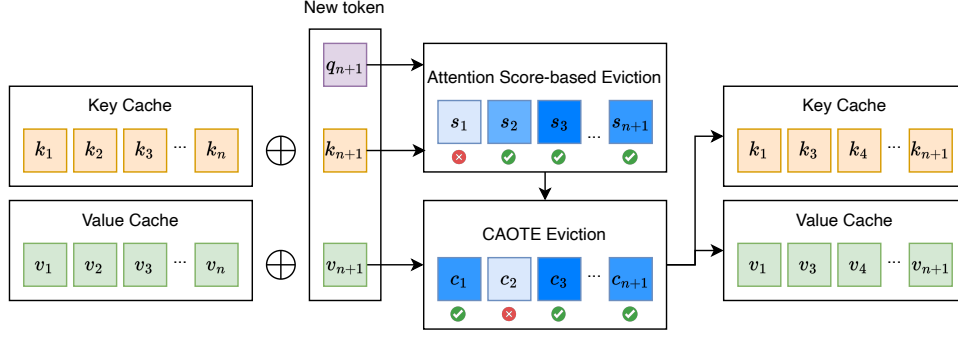 New token
Key Cache
k₁ k₂ k₃ ... kₙ
Value Cache
v₁ v₂ v₃ ... vₙ
qₙ₊₁
kₙ₊₁
vₙ₊₁
Attention Score-based Eviction
s₁ s₂ s₃ ... sₙ₊₁
CAOTE Eviction
c₁ c₂ c₃ ... cₙ₊₁
Key Cache
k₁ k₃ k₄ ... kₙ₊₁
Value Cache
v₁ v₃ v₄ ... vₙ₊₁